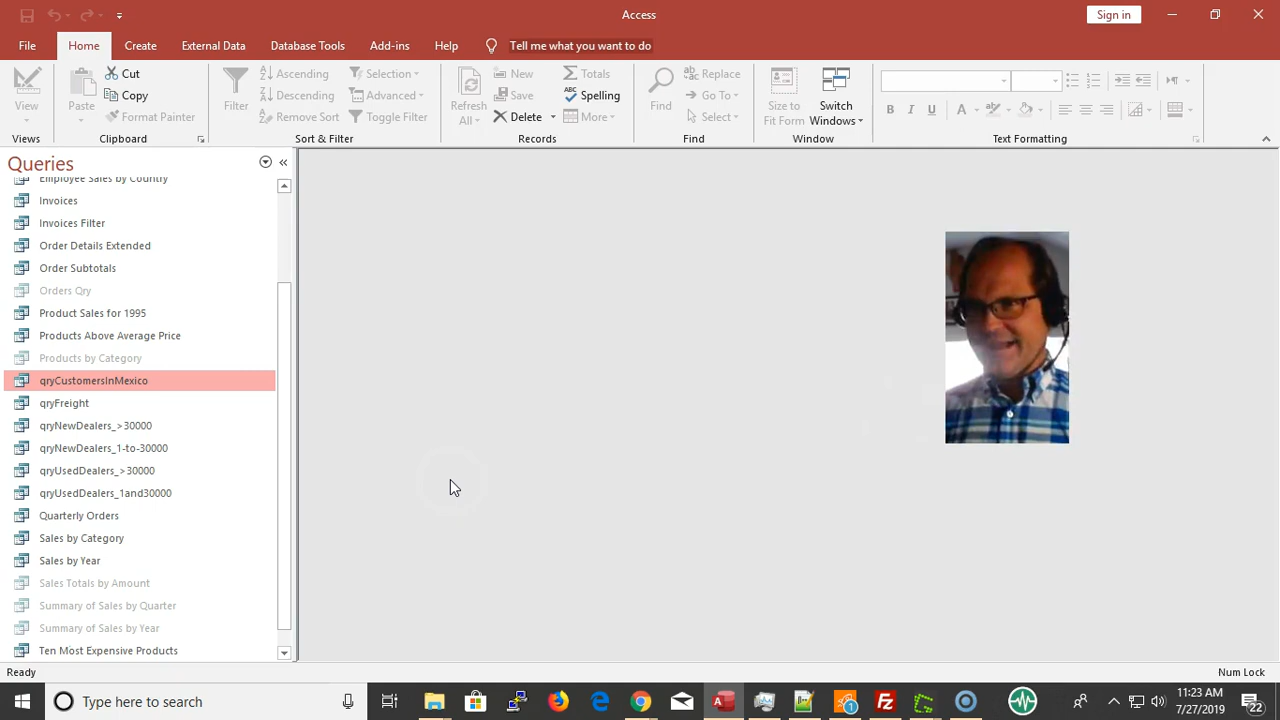 Access
Sign in
File Home Create External Data Database Tools Add-ins Help Tell me what you want to do
View
Paste
Cut
Copy
Format Painter
Filter
Ascending
Descending
Remove Sort
Selection
Advanced
Toggle Filter
Refresh
All
New
Save
Delete
Totals
Spelling
More
Find
Replace
Go To
Select
Size to
Fit Form
Switch
Windows
B I U A
Views Clipboard Sort & Filter Records Find Window Text Formatting
Queries
Employee Sales by Country
Invoices
Invoices Filter
Order Details Extended
Order Subtotals
Orders Qry
Product Sales for 1995
Products Above Average Price
Products by Category
qryCustomersInMexico
qryFreight
qryNewDealers_>30000
qryNewDealers_1-to-30000
qryUsedDealers_>30000
qryUsedDealers_1and30000
Quarterly Orders
Sales by Category
Sales by Year
Sales Totals by Amount
Summary of Sales by Quarter
Summary of Sales by Year
Ten Most Expensive Products
Ready
Num Lock
Type here to search
11:23 AM
7/27/2019
22